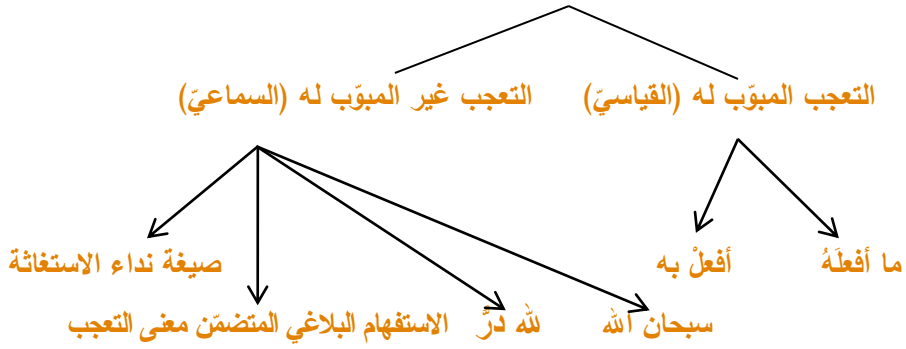 التعجب المبوّب له (القياسيّ) التعجب غير المبوّب له (السماعيّ)
ما أفعلَهُ أفعلْ به صيغة نداء الاستغاثة
سبحان الله لله درَّ الاستفهام البلاغي المتضمّن معنى التعجب